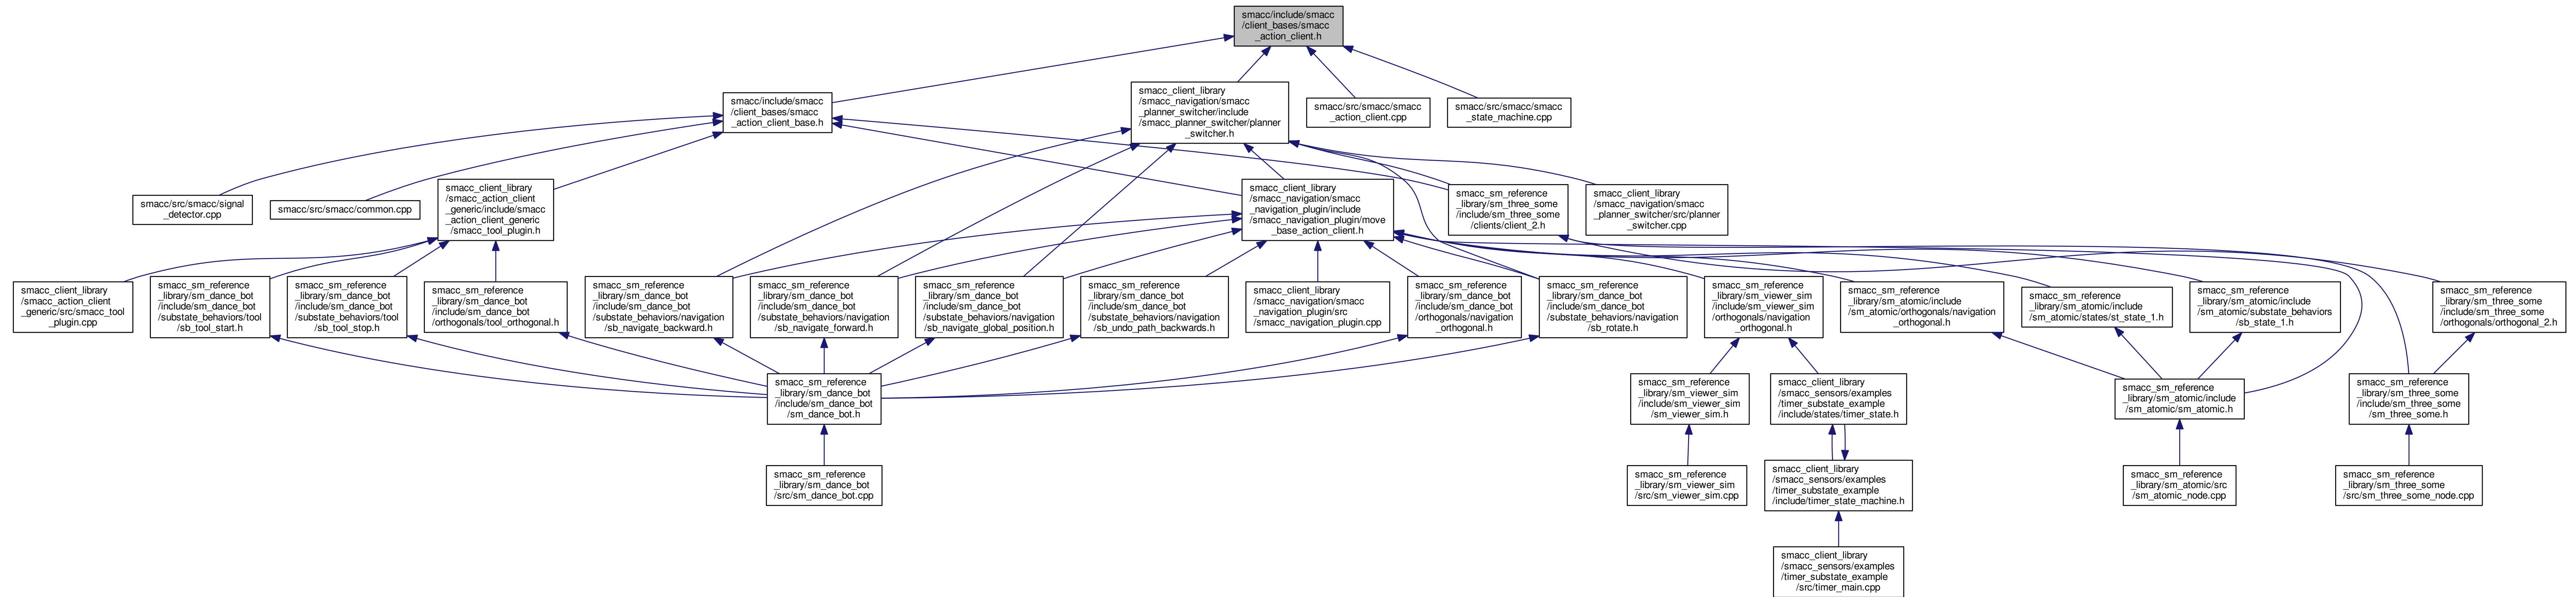 smacc/include/smacc
/client_bases/smacc
_action_client.h
smacc/include/smacc
/client_bases/smacc
_action_client_base.h
smacc_client_library
/smacc_navigation/smacc
_planner_switcher/include
/smacc_planner_switcher/planner
_switcher.h
smacc/src/smacc/smacc
_action_client.cpp
smacc/src/smacc/smacc
_state_machine.cpp
smacc/src/smacc/signal
_detector.cpp
smacc/src/smacc/common.cpp
smacc_client_library
/smacc_action_client
_generic/include/smacc
_action_client_generic
/smacc_tool_plugin.h
smacc_client_library
/smacc_navigation/smacc
_navigation_plugin/include
/smacc_navigation_plugin/move
_base_action_client.h
smacc_sm_reference
_library/sm_three_some
/include/sm_three_some
/clients/client_2.h
smacc_client_library
/smacc_navigation/smacc
_planner_switcher/src/planner
_switcher.cpp
smacc_client_library
/smacc_action_client
_generic/src/smacc_tool
_plugin.cpp
smacc_sm_reference
_library/sm_dance_bot
/include/sm_dance_bot
/substate_behaviors/tool
/sb_tool_start.h
smacc_sm_reference
_library/sm_dance_bot
/include/sm_dance_bot
/substate_behaviors/tool
/sb_tool_stop.h
smacc_sm_reference
_library/sm_dance_bot
/include/sm_dance_bot
/orthogonals/tool_orthogonal.h
smacc_sm_reference
_library/sm_dance_bot
/include/sm_dance_bot
/substate_behaviors/navigation
/sb_navigate_backward.h
smacc_sm_reference
_library/sm_dance_bot
/include/sm_dance_bot
/substate_behaviors/navigation
/sb_navigate_forward.h
smacc_sm_reference
_library/sm_dance_bot
/include/sm_dance_bot
/substate_behaviors/navigation
/sb_navigate_global_position.h
smacc_sm_reference
_library/sm_dance_bot
/include/sm_dance_bot
/substate_behaviors/navigation
/sb_undo_path_backwards.h
smacc_client_library
/smacc_navigation/smacc
_navigation_plugin/src
/smacc_navigation_plugin.cpp
smacc_sm_reference
_library/sm_dance_bot
/include/sm_dance_bot
/orthogonals/navigation
_orthogonal.h
smacc_sm_reference
_library/sm_dance_bot
/include/sm_dance_bot
/substate_behaviors/navigation
/sb_rotate.h
smacc_sm_reference
_library/sm_viewer_sim
/include/sm_viewer_sim
/orthogonals/navigation
_orthogonal.h
smacc_sm_reference
_library/sm_atomic/include
/sm_atomic/orthogonals/navigation
_orthogonal.h
smacc_sm_reference
_library/sm_atomic/include
/sm_atomic/states/st_state_1.h
smacc_sm_reference
_library/sm_atomic/include
/sm_atomic/substate_behaviors
/sb_state_1.h
smacc_sm_reference
_library/sm_three_some
/include/sm_three_some
/orthogonals/orthogonal_2.h
smacc_sm_reference
_library/sm_dance_bot
/include/sm_dance_bot
/sm_dance_bot.h
smacc_sm_reference
_library/sm_viewer_sim
/include/sm_viewer_sim
/sm_viewer_sim.h
smacc_client_library
/smacc_sensors/examples
/timer_substate_example
/include/states/timer_state.h
smacc_sm_reference
_library/sm_atomic/include
/sm_atomic/sm_atomic.h
smacc_sm_reference
_library/sm_three_some
/include/sm_three_some
/sm_three_some.h
smacc_sm_reference
_library/sm_dance_bot
/src/sm_dance_bot.cpp
smacc_sm_reference
_library/sm_viewer_sim
/src/sm_viewer_sim.cpp
smacc_client_library
/smacc_sensors/examples
/timer_substate_example
/include/timer_state_machine.h
smacc_sm_reference
_library/sm_atomic/src
/sm_atomic_node.cpp
smacc_sm_reference
_library/sm_three_some
/src/sm_three_some_node.cpp
smacc_client_library
/smacc_sensors/examples
/timer_substate_example
/src/timer_main.cpp